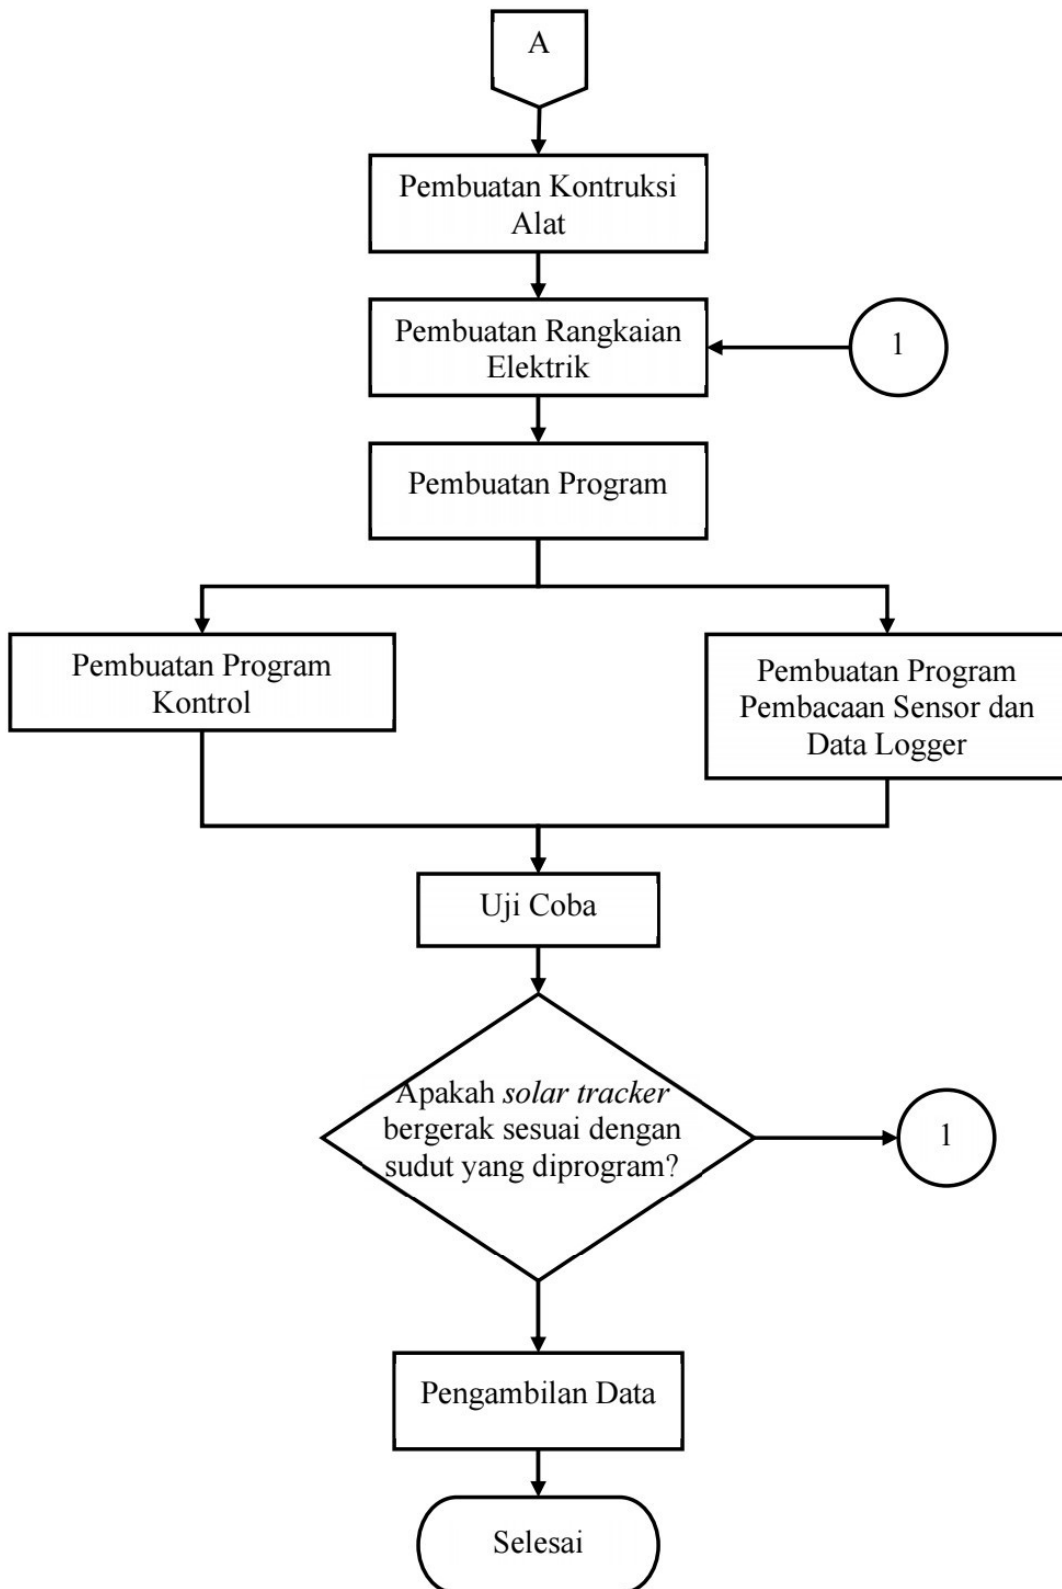 A
Pembuatan Kontruksi
Alat
Pembuatan Rangkaian
Elektrik
1
Pembuatan Program
Pembuatan Program
Kontrol
Pembuatan Program
Pembacaan Sensor dan
Data Logger
Uji Coba
Apakah solar tracker
bergerak sesuai dengan
sudut yang diprogram?
1
Pengambilan Data
Selesai